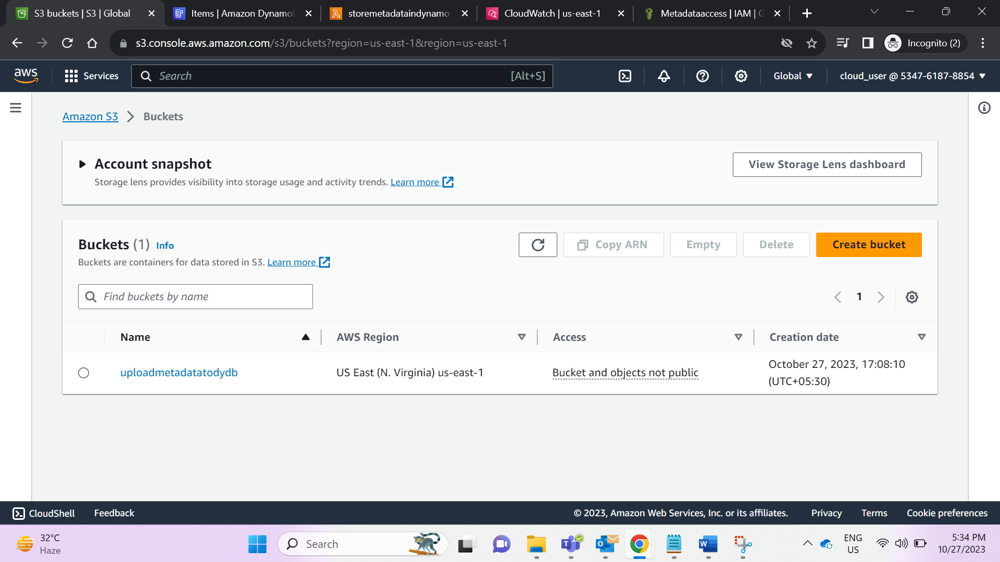 S3 buckets | S3 | Global
Items | Amazon Dynamo
storemetadataindynamo
CloudWatch | us-east-1
Metadataaccess | IAM | G
s3.console.aws.amazon.com/s3/buckets?region=us-east-1&region=us-east-1
Incognito (2)
aws
Services
Search
[Alt+S]
Global
cloud_user @ 5347-6187-8854
Amazon S3
Buckets
Account snapshot
View Storage Lens dashboard
Storage lens provides visibility into storage usage and activity trends. Learn more
Buckets (1) Info
Copy ARN
Empty
Delete
Create bucket
Buckets are containers for data stored in S3. Learn more
Find buckets by name
1
Name
AWS Region
Access
Creation date
uploadmetadatatodydb
US East (N. Virginia) us-east-1
Bucket and objects not public
October 27, 2023, 17:08:10
(UTC+05:30)
CloudShell
Feedback
© 2023, Amazon Web Services, Inc. or its affiliates.
Privacy
Terms
Cookie preferences
32°C
Haze
Search
ENG
US
5:34 PM
10/27/2023